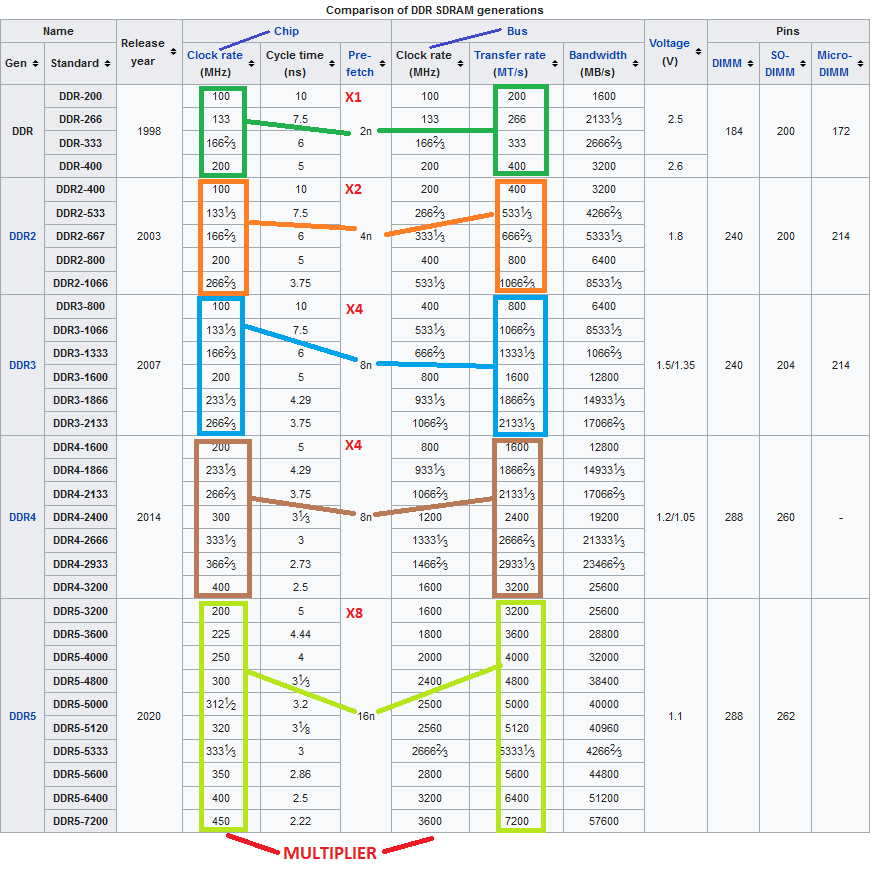 Comparison of DDR SDRAM generations
Name Release year Chip Bus Voltage (V) Pins
Gen Standard Clock rate (MHz) Cycle time (ns) Pre-fetch Clock rate (MHz) Transfer rate (MT/s) Bandwidth (MB/s) DIMM SO-DIMM Micro-DIMM
DDR 1998 X1 2n 184 200 172
DDR-200 100 10 100 200 1600 2.5
DDR-266 133 7.5 133 266 2133⅓
DDR-333 166⅔ 6 166⅔ 333 2666⅔
DDR-400 200 5 200 400 3200 2.6
DDR2 2003 X2 4n 1.8 240 200 214
DDR2-400 100 10 200 400 3200
DDR2-533 133⅓ 7.5 266⅔ 533⅓ 4266⅔
DDR2-667 166⅔ 6 333⅓ 666⅔ 5333⅓
DDR2-800 200 5 400 800 6400
DDR2-1066 266⅔ 3.75 533⅓ 1066⅔ 8533⅓
DDR3 2007 X4 8n 1.5/1.35 240 204 214
DDR3-800 100 10 400 800 6400
DDR3-1066 133⅓ 7.5 533⅓ 1066⅔ 8533⅓
DDR3-1333 166⅔ 6 666⅔ 1333⅓ 1066⅔
DDR3-1600 200 5 800 1600 12800
DDR3-1866 233⅓ 4.29 933⅓ 1866⅔ 14933⅓
DDR3-2133 266⅔ 3.75 1066⅔ 2133⅓ 17066⅔
DDR4 2014 X4 8n 1.2/1.05 288 260 -
DDR4-1600 200 5 800 1600 12800
DDR4-1866 233⅓ 4.29 933⅓ 1866⅔ 14933⅓
DDR4-2133 266⅔ 3.75 1066⅔ 2133⅓ 17066⅔
DDR4-2400 300 3⅓ 1200 2400 19200
DDR4-2666 333⅓ 3 1333⅓ 2666⅔ 21333⅓
DDR4-2933 366⅔ 2.73 1466⅔ 2933⅓ 23466⅔
DDR4-3200 400 2.5 1600 3200 25600
DDR5 2020 X8 16n 1.1 288 262
DDR5-3200 200 5 1600 3200 25600
DDR5-3600 225 4.44 1800 3600 28800
DDR5-4000 250 4 2000 4000 32000
DDR5-4800 300 3⅓ 2400 4800 38400
DDR5-5000 312½ 3.2 2500 5000 40000
DDR5-5120 320 3⅛ 2560 5120 40960
DDR5-5333 333⅓ 3 2666⅔ 5333⅓ 4266⅔
DDR5-5600 350 2.86 2800 5600 44800
DDR5-6400 400 2.5 3200 6400 51200
DDR5-7200 450 2.22 3600 7200 57600
MULTIPLIER